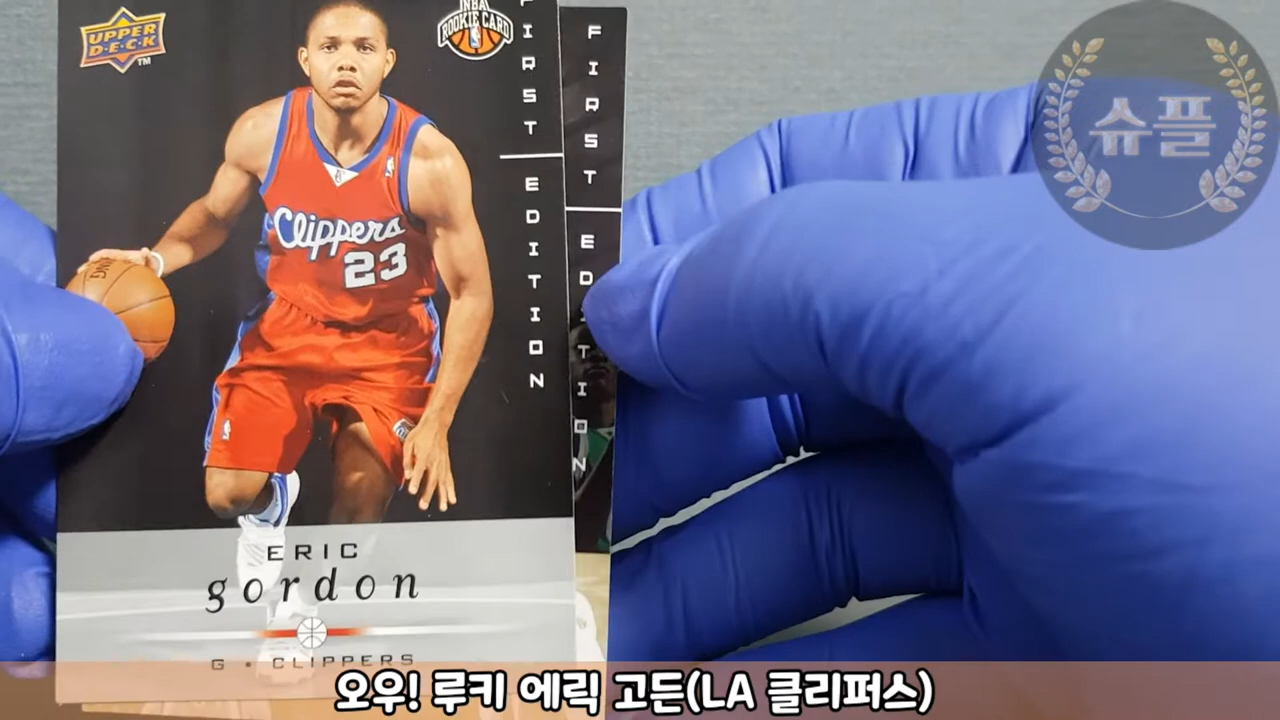 UPPER
D·E·C·K
TM
NBA
ROOKIE CARD
FIRST EDITION
FIRST EDITION
슈플
Clippers
23
ERIC
gordon
G • CLIPPERS
오우! 루키 에릭 고든(LA 클리퍼스)